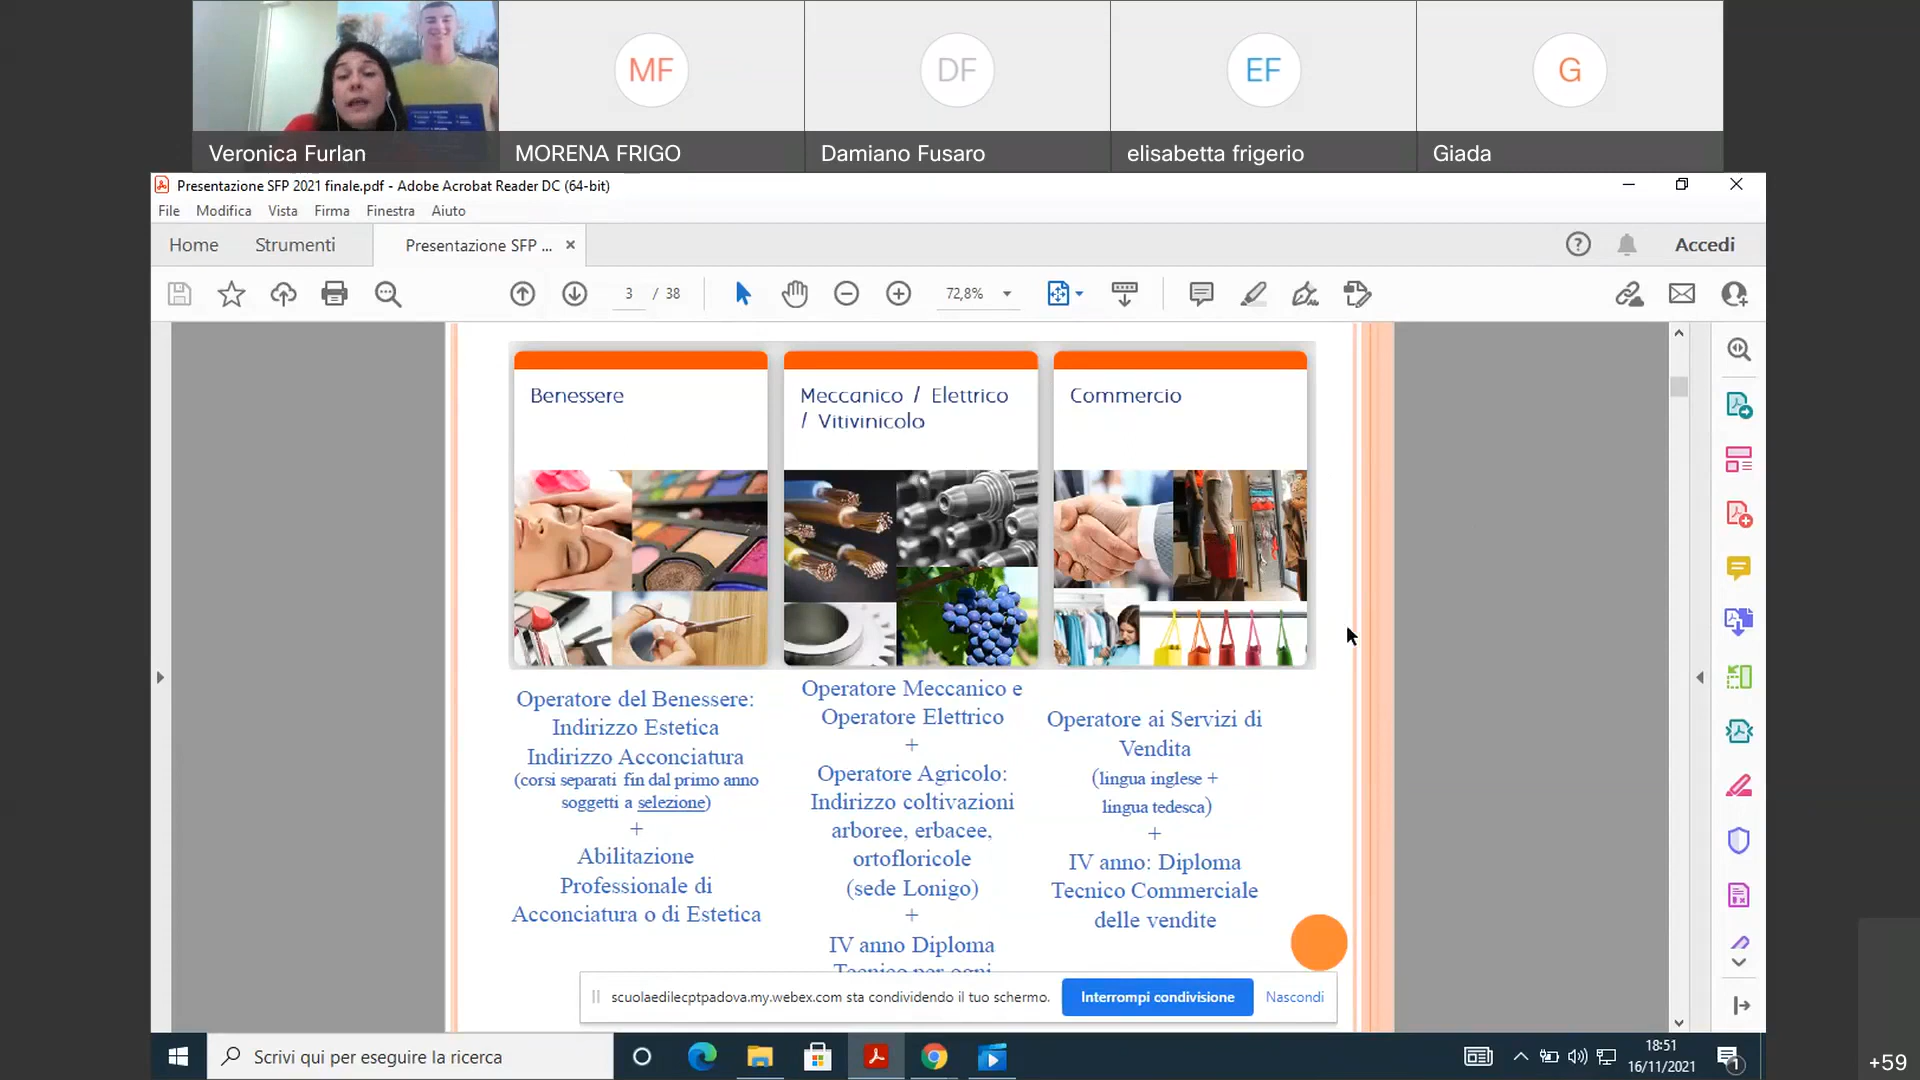 MF
DF
EF
G
Veronica Furlan
MORENA FRIGO
Damiano Fusaro
elisabetta frigerio
Giada
Presentazione SFP 2021 finale.pdf - Adobe Acrobat Reader DC (64-bit)
File Modifica Vista Firma Finestra Aiuto
Home Strumenti Presentazione SFP ... × Accedi
3 / 38 72,8%
Benessere
Meccanico / Elettrico
/ Vitivinicolo
Commercio
Operatore del Benessere:
Indirizzo Estetica
Indirizzo Acconciatura
(corsi separati fin dal primo anno
soggetti a selezione)
+
Abilitazione
Professionale di
Acconciatura o di Estetica
Operatore Meccanico e
Operatore Elettrico
+
Operatore Agricolo:
Indirizzo coltivazioni
arboree, erbacee,
ortofloricole
(sede Lonigo)
+
IV anno Diploma
Tecnico per ogni
Operatore ai Servizi di
Vendita
(lingua inglese +
lingua tedesca)
+
IV anno: Diploma
Tecnico Commerciale
delle vendite
scuolaedilecptpadova.my.webex.com sta condividendo il tuo schermo.
Interrompi condivisione
Nascondi
Scrivi qui per eseguire la ricerca
18:51
16/11/2021
1
+59